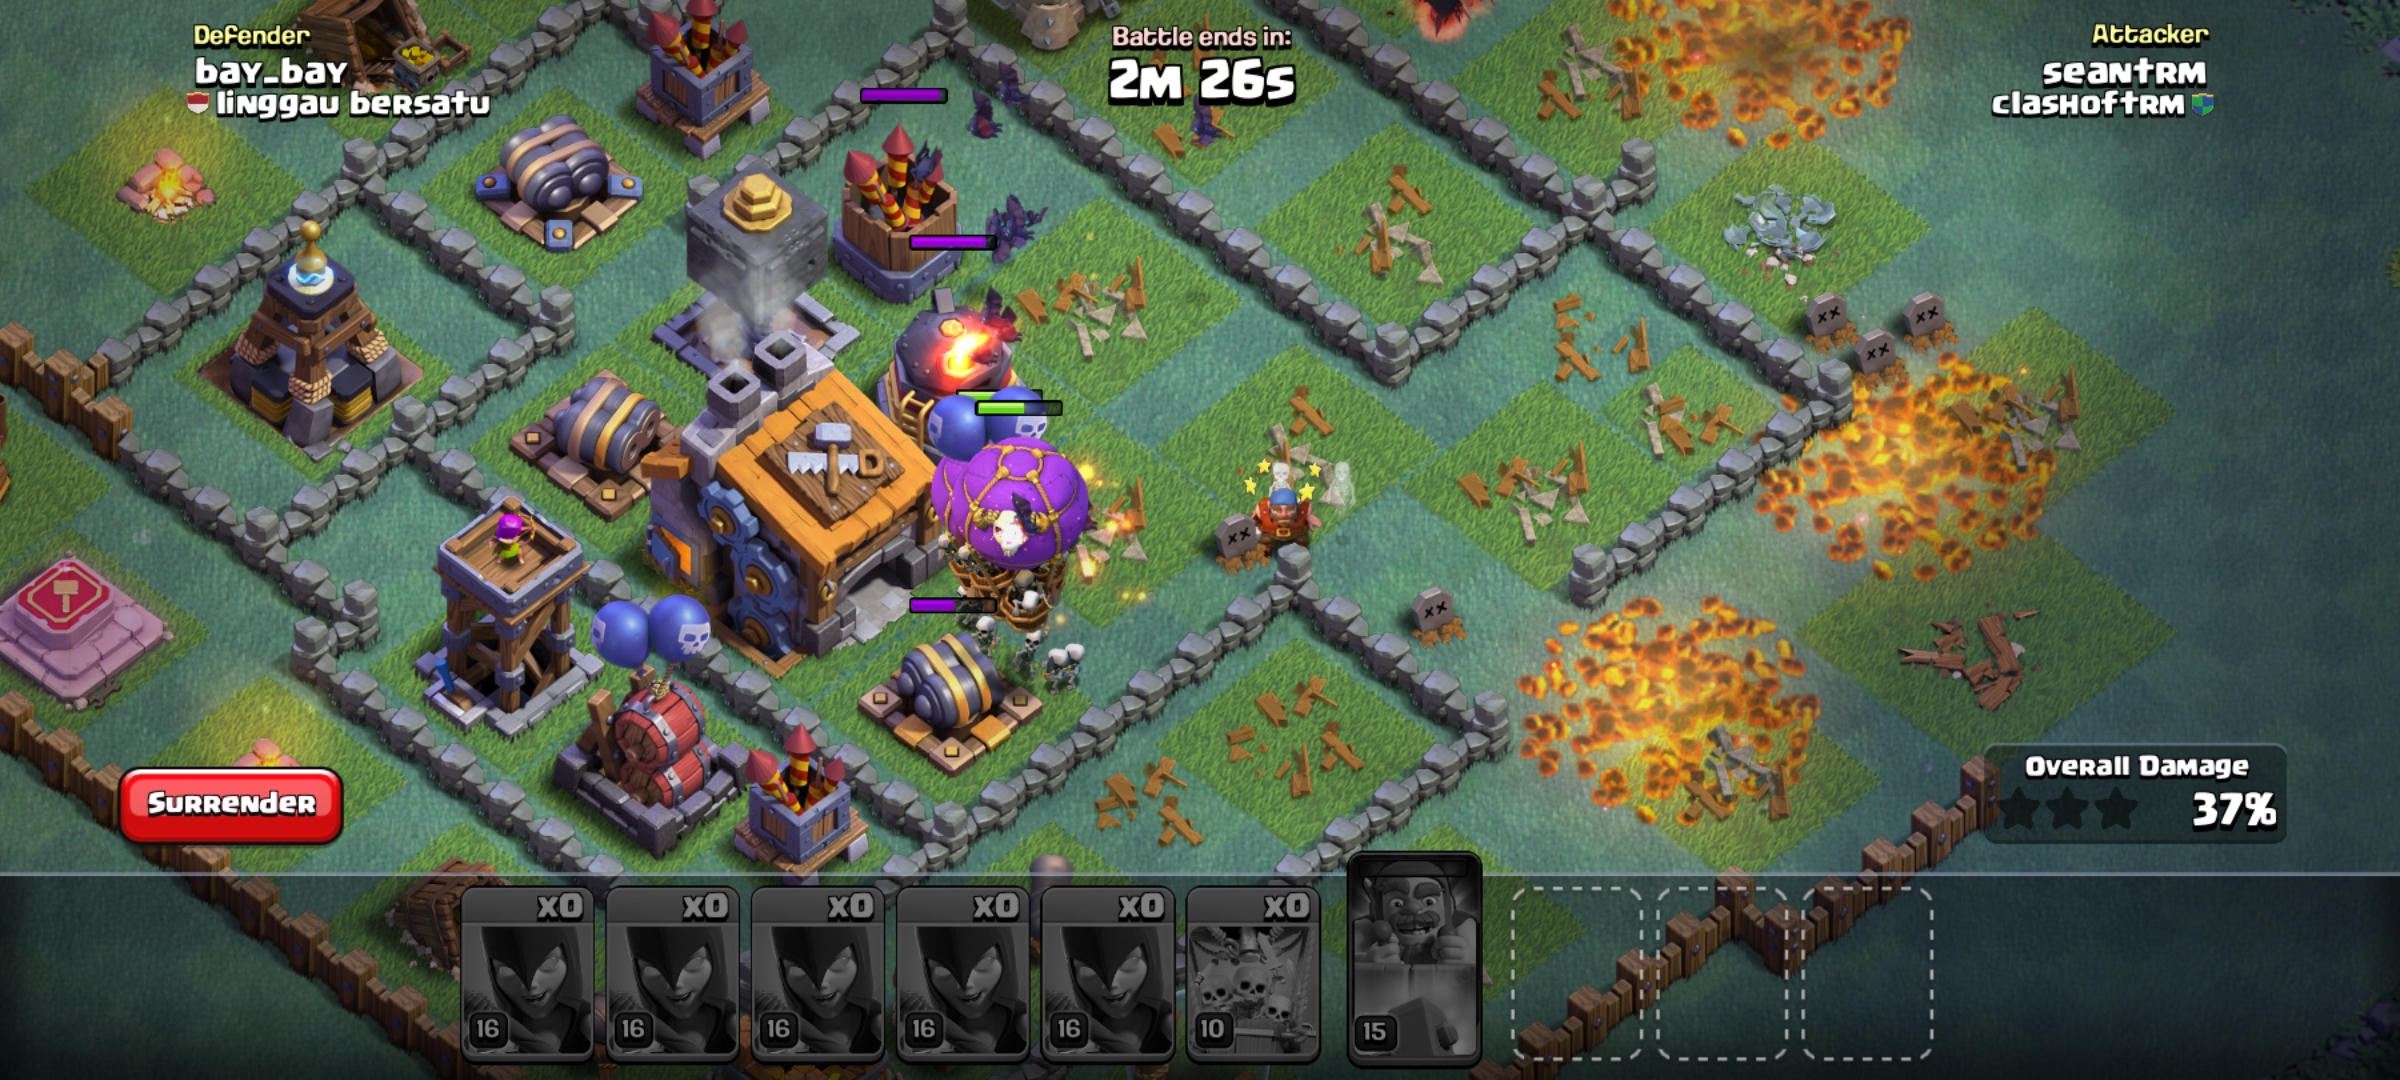 Defender
bay_bay
linggau bersatu
Battle ends in:
2m 26s
Attacker
seantrm
clashoftrm
Surrender
Overall Damage
37%
x0
x0
x0
x0
x0
x0
16
16
16
16
16
10
15